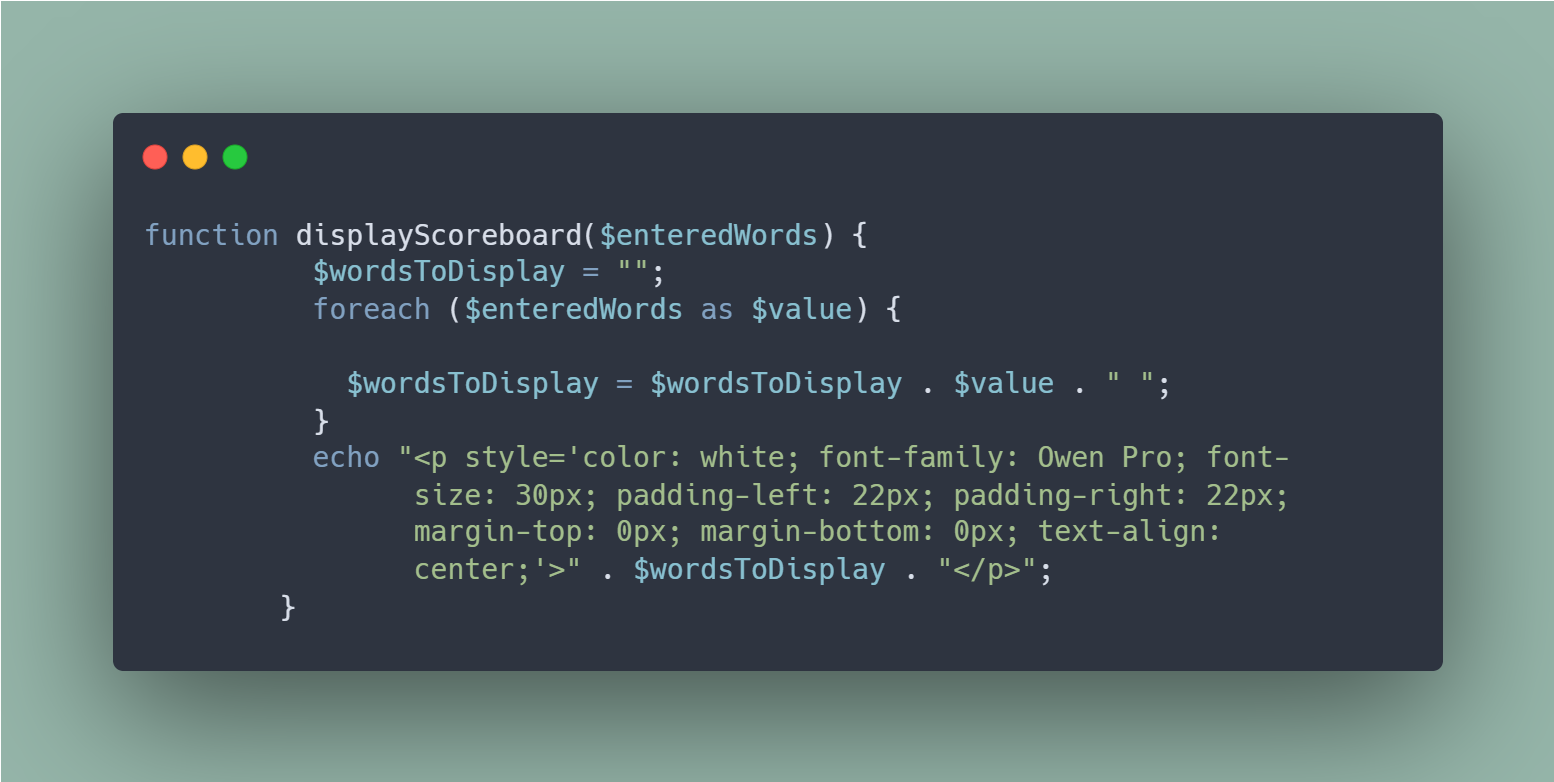 function displayScoreboard($enteredWords) {
$wordsToDisplay = "";
foreach ($enteredWords as $value) {
$wordsToDisplay = $wordsToDisplay . $value . " ";
}
echo "<p style='color: white; font-family: Owen Pro; font-
size: 30px; padding-left: 22px; padding-right: 22px;
margin-top: 0px; margin-bottom: 0px; text-align:
center;'>" . $wordsToDisplay . "</p>";
}